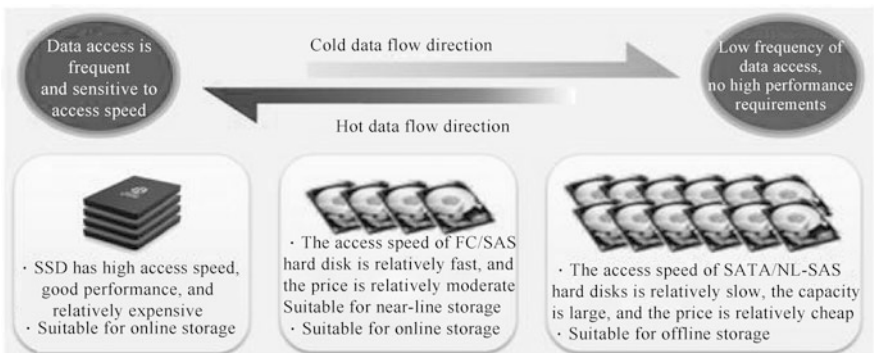 Data access is
frequent
and sensitive to
access speed
Cold data flow direction
Hot data flow direction
Low frequency of
data access,
no high performance
requirements
· SSD has high access speed,
good performance, and
relatively expensive
· Suitable for online storage
· The access speed of FC/SAS
hard disk is relatively fast, and
the price is relatively moderate
Suitable for near-line storage
· Suitable for online storage
· The access speed of SATA/NL-SAS
hard disks is relatively slow, the capacity
is large, and the price is relatively cheap
· Suitable for offline storage